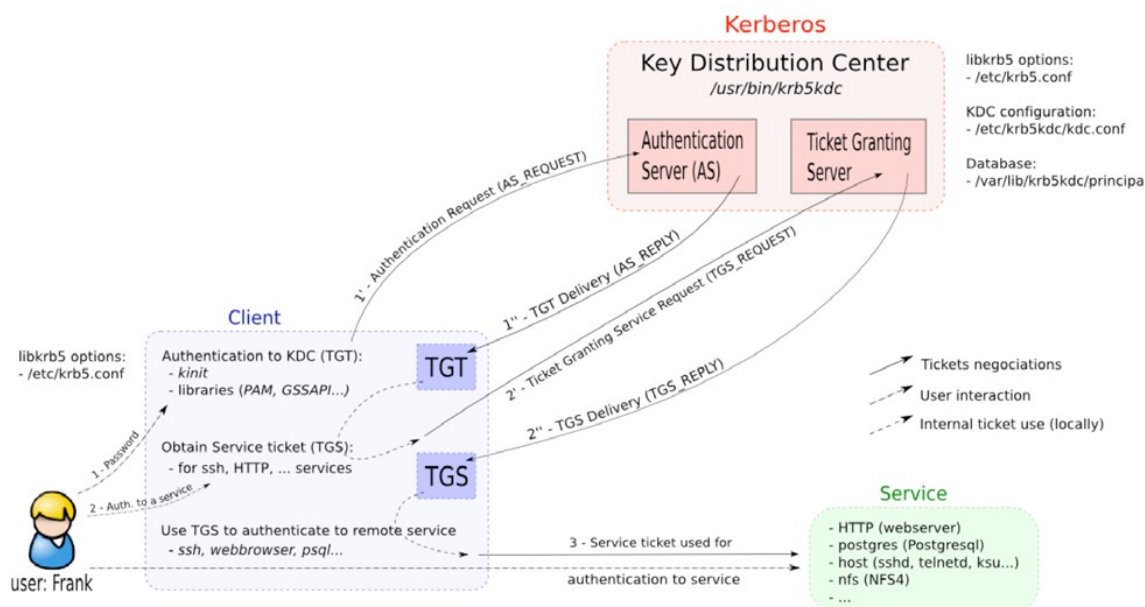 Kerberos
Key Distribution Center
/usr/bin/krb5kdc
Authentication
Server (AS)
Ticket Granting
Server
libkrb5 options:
- /etc/krb5.conf
KDC configuration:
- /etc/krb5kdc/kdc.conf
Database:
- /var/lib/krb5kdc/principa
1' - Authentication Request (AS_REQUEST)
1'' - TGT Delivery (AS_REPLY)
2' - Ticket Granting Service Request (TGS_REQUEST)
2'' - TGS Delivery (TGS_REPLY)
Client
libkrb5 options:
- /etc/krb5.conf
Authentication to KDC (TGT):
- kinit
- libraries (PAM, GSSAPI...)
TGT
Obtain Service ticket (TGS):
- for ssh, HTTP, ... services
TGS
Use TGS to authenticate to remote service
- ssh, webbrowser, psql...
1 - Password
2 - Auth. to a service
user: Frank
3 - Service ticket used for
authentication to service
Tickets negociations
User interaction
Internal ticket use (locally)
Service
- HTTP (webserver)
- postgres (Postgresql)
- host (sshd, telnetd, ksu...)
- nfs (NFS4)
- ...